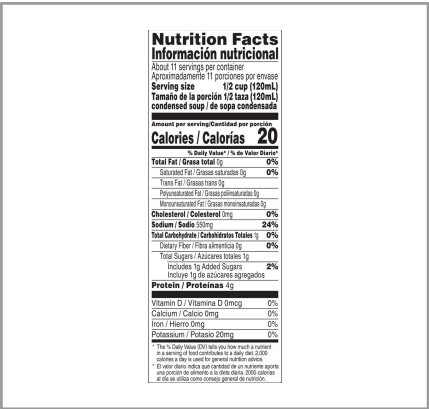 Nutrition Facts
Información nutricional
About 11 servings per container
Aproximadamente 11 porciones por envase
Serving size 1/2 cup (120mL)
Tamaño de la porción 1/2 taza (120mL)
condensed soup / de sopa condensada
Amount per serving/Cantidad por porción
Calories / Calorías 20
% Daily Value* / % de Valor Diario*
Total Fat / Grasa total 0g 0%
Saturated Fat / Grasas saturadas 0g 0%
Trans Fat / Grasas trans 0g
Polyunsaturated Fat / Grasas poliinsaturadas 0g
Monounsaturated Fat / Grasas monoinsaturadas 0g
Cholesterol / Colesterol 0mg 0%
Sodium / Sodio 550mg 24%
Total Carbohydrate / Carbohidratos Totales 1g 0%
Dietary Fiber / Fibra alimenticia 0g 0%
Total Sugars / Azúcares totales 1g
Includes 1g Added Sugars 2%
Incluye 1g de azúcares agregados
Protein / Proteínas 4g
Vitamin D / Vitamina D 0mcg 0%
Calcium / Calcio 0mg 0%
Iron / Hierro 0mg 0%
Potassium / Potasio 20mg 0%
* The % Daily Value (DV) tells you how much a nutrient
in a serving of food contributes to a daily diet. 2,000
calories a day is used for general nutrition advice.
* El valor diario indica qué cantidad de un nutriente aporta
una porción de alimento a la dieta diaria. 2000 calorías
al día se utiliza como consejo general de nutrición.